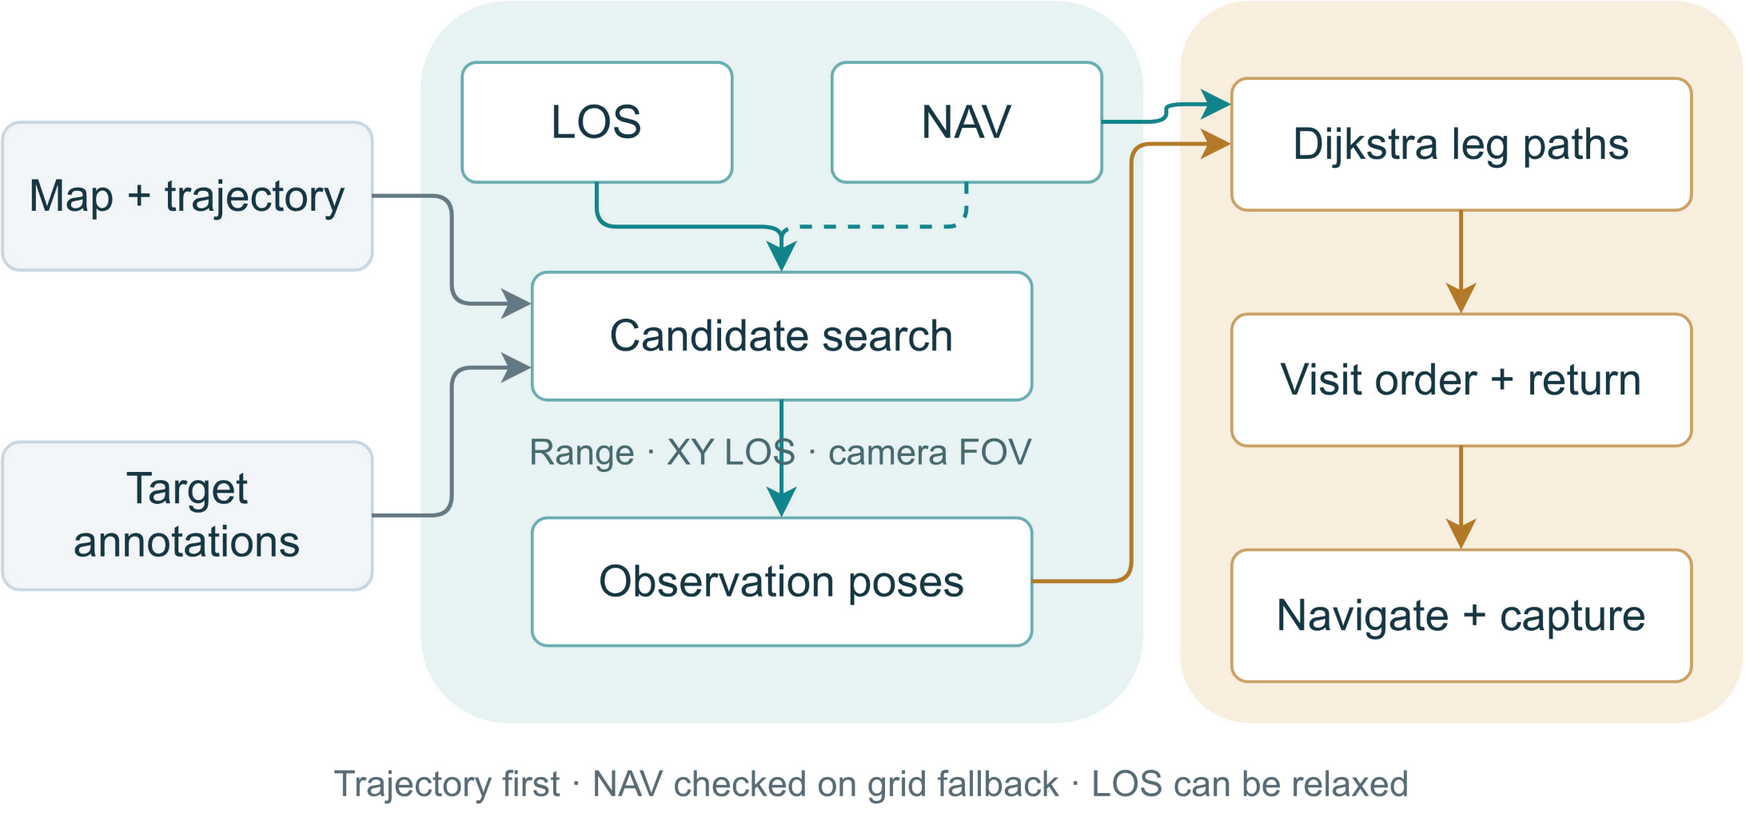 LOS
NAV
Map + trajectory
Dijkstra leg paths
Candidate search
Visit order + return
Range · XY LOS · camera FOV
Target
annotations
Observation poses
Navigate + capture
Trajectory first · NAV checked on grid fallback · LOS can be relaxed